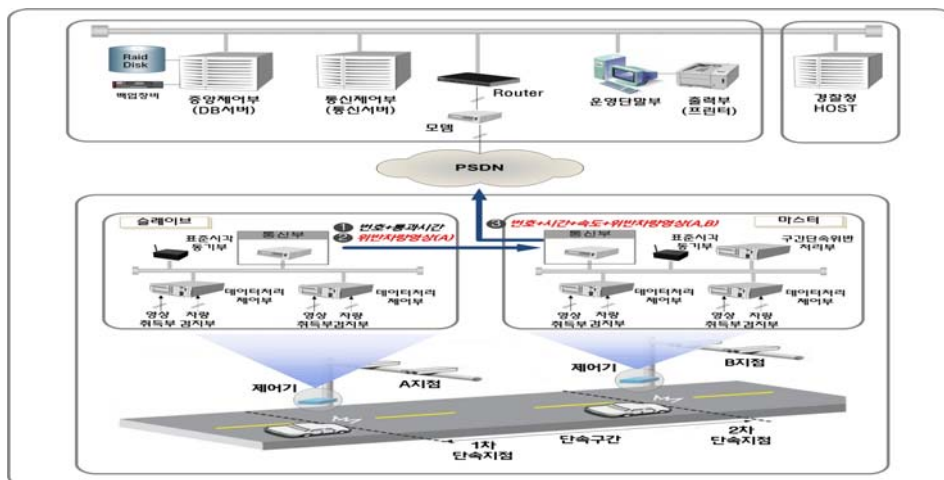 Raid
Disk
백업장비
중앙제어부
(DB서버)
통신제어부
(통신서버)
Router
모뎀
운영단말부
출력부
(프린터)
경찰청
HOST
PSDN
슬레이브
① 번호+통과시간
② 위반차량영상(A)
표준시각
동기부
통신부
데이터처리
제어부
데이터처리
제어부
영상
취득부
차량
검지부
영상
취득부
차량
검지부
③ 번호+시간+속도+위반차량영상(A,B)
마스터
통신부
표준시각
동기부
구간단속위반
처리부
데이터처리
제어부
데이터처리
제어부
영상
취득부
차량
검지부
영상
취득부
차량
검지부
제어기
A지점
제어기
B지점
1차
단속지점
단속구간
2차
단속지점